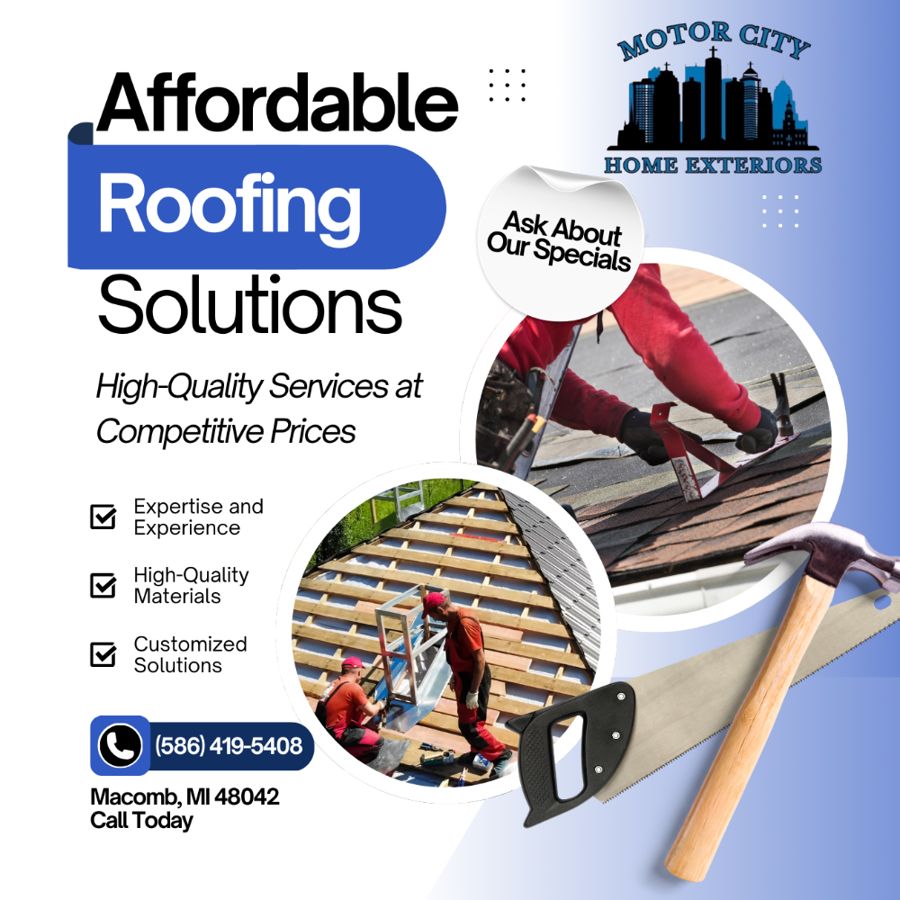 MOTOR CITY
HOME EXTERIORS
Affordable
Roofing
Solutions
Ask About
Our Specials
High-Quality Services at
Competitive Prices
Expertise and
Experience
High-Quality
Materials
Customized
Solutions
(586) 419-5408
Macomb, MI 48042
Call Today